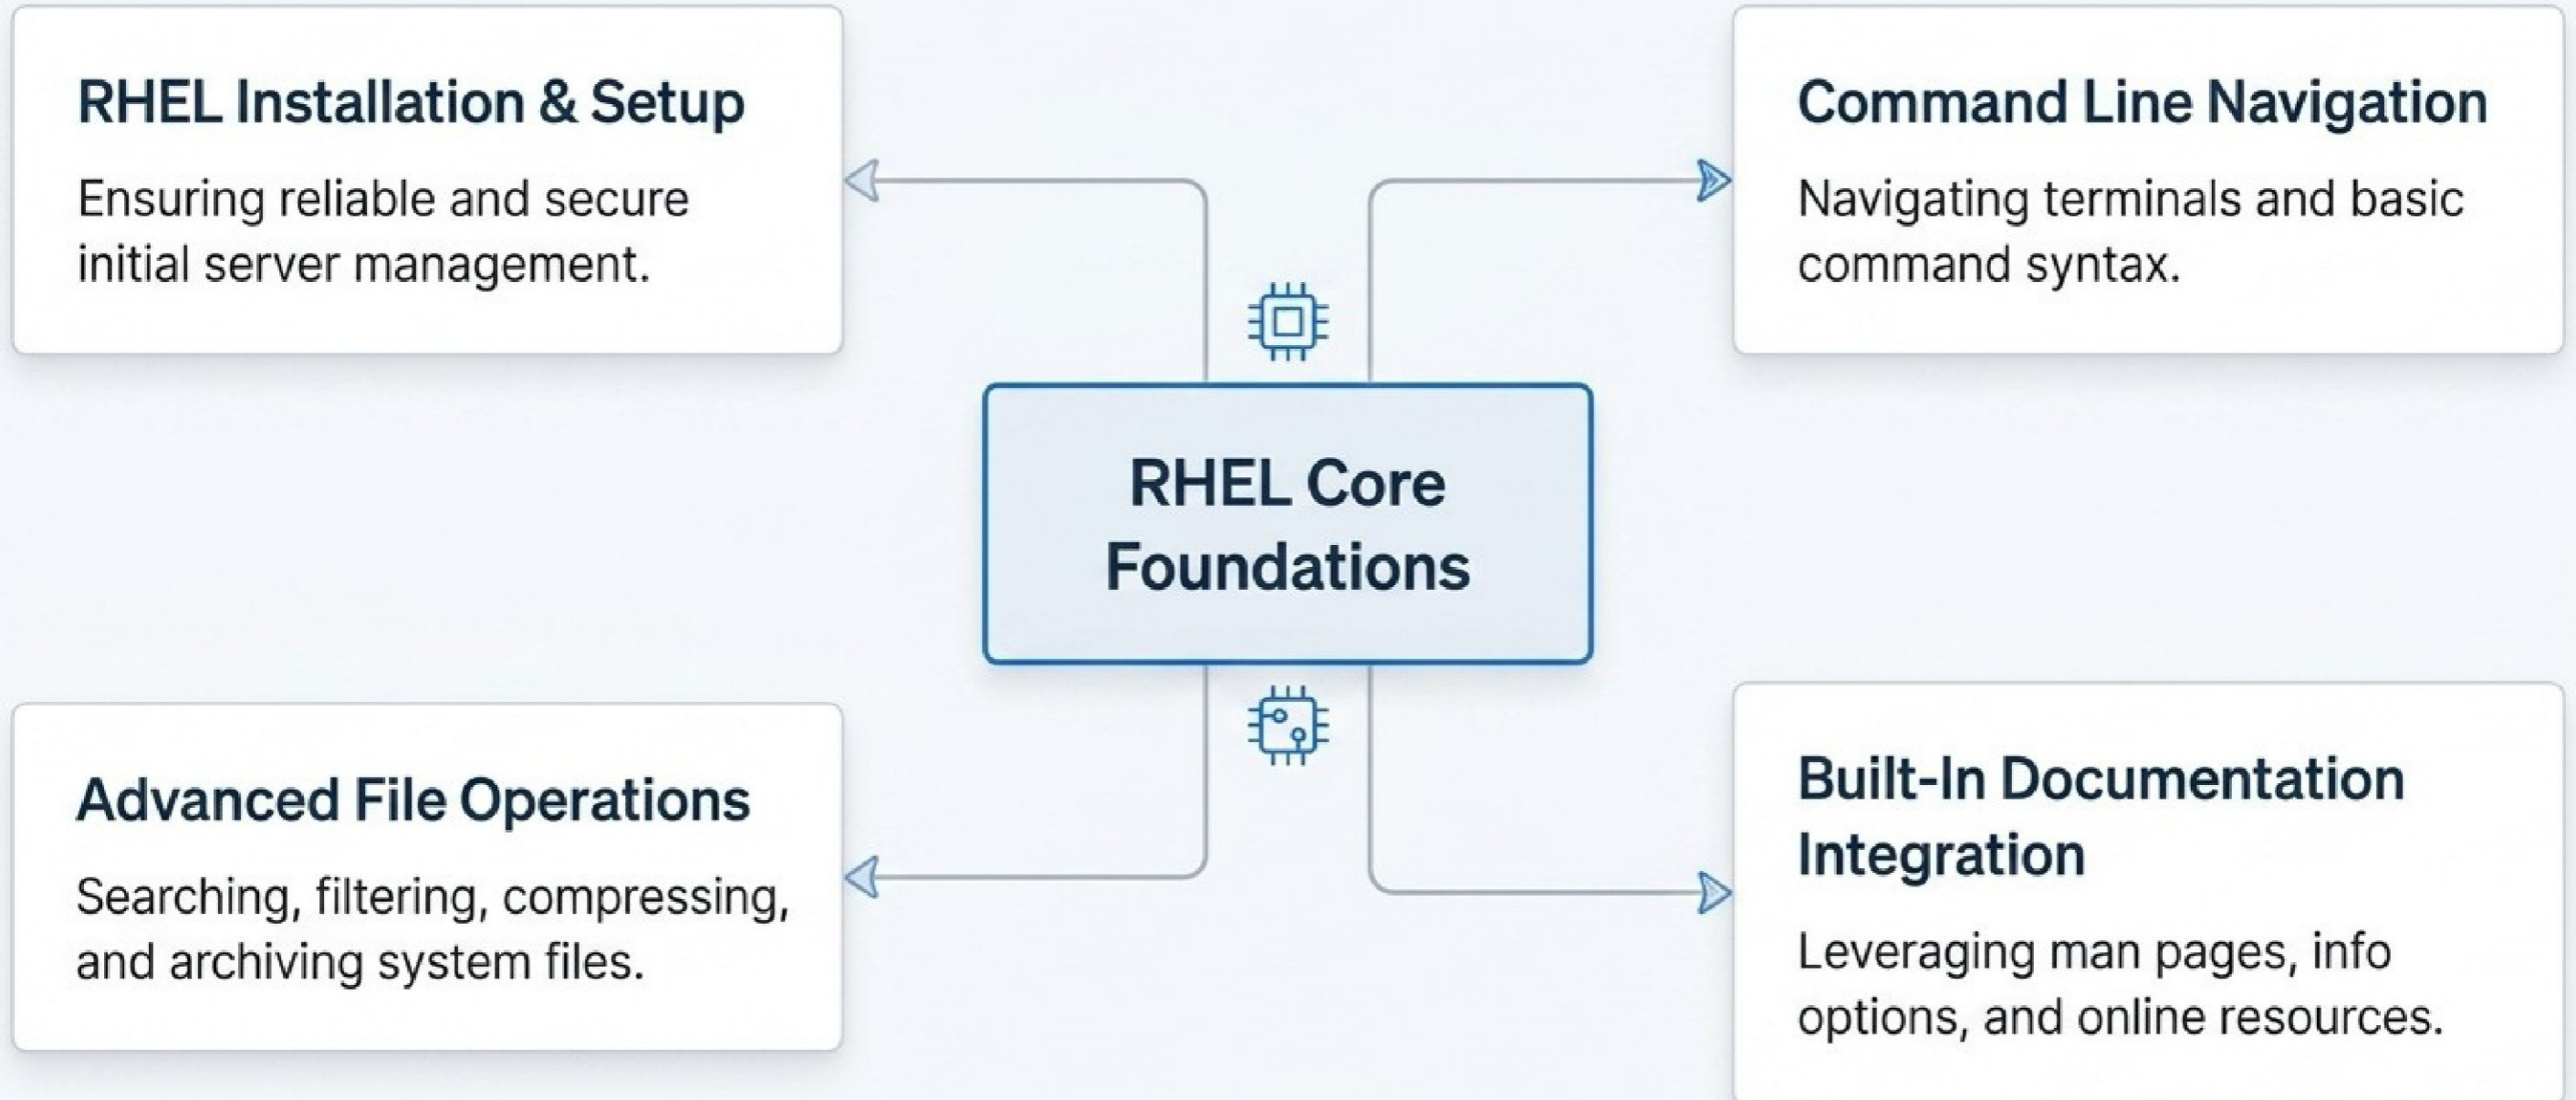 RHEL Installation & Setup
Ensuring reliable and secure
initial server management.
Command Line Navigation
Navigating terminals and basic
command syntax.
RHEL Core
Foundations
Advanced File Operations
Searching, filtering, compressing,
and archiving system files.
Built-In Documentation
Integration
Leveraging man pages, info
options, and online resources.